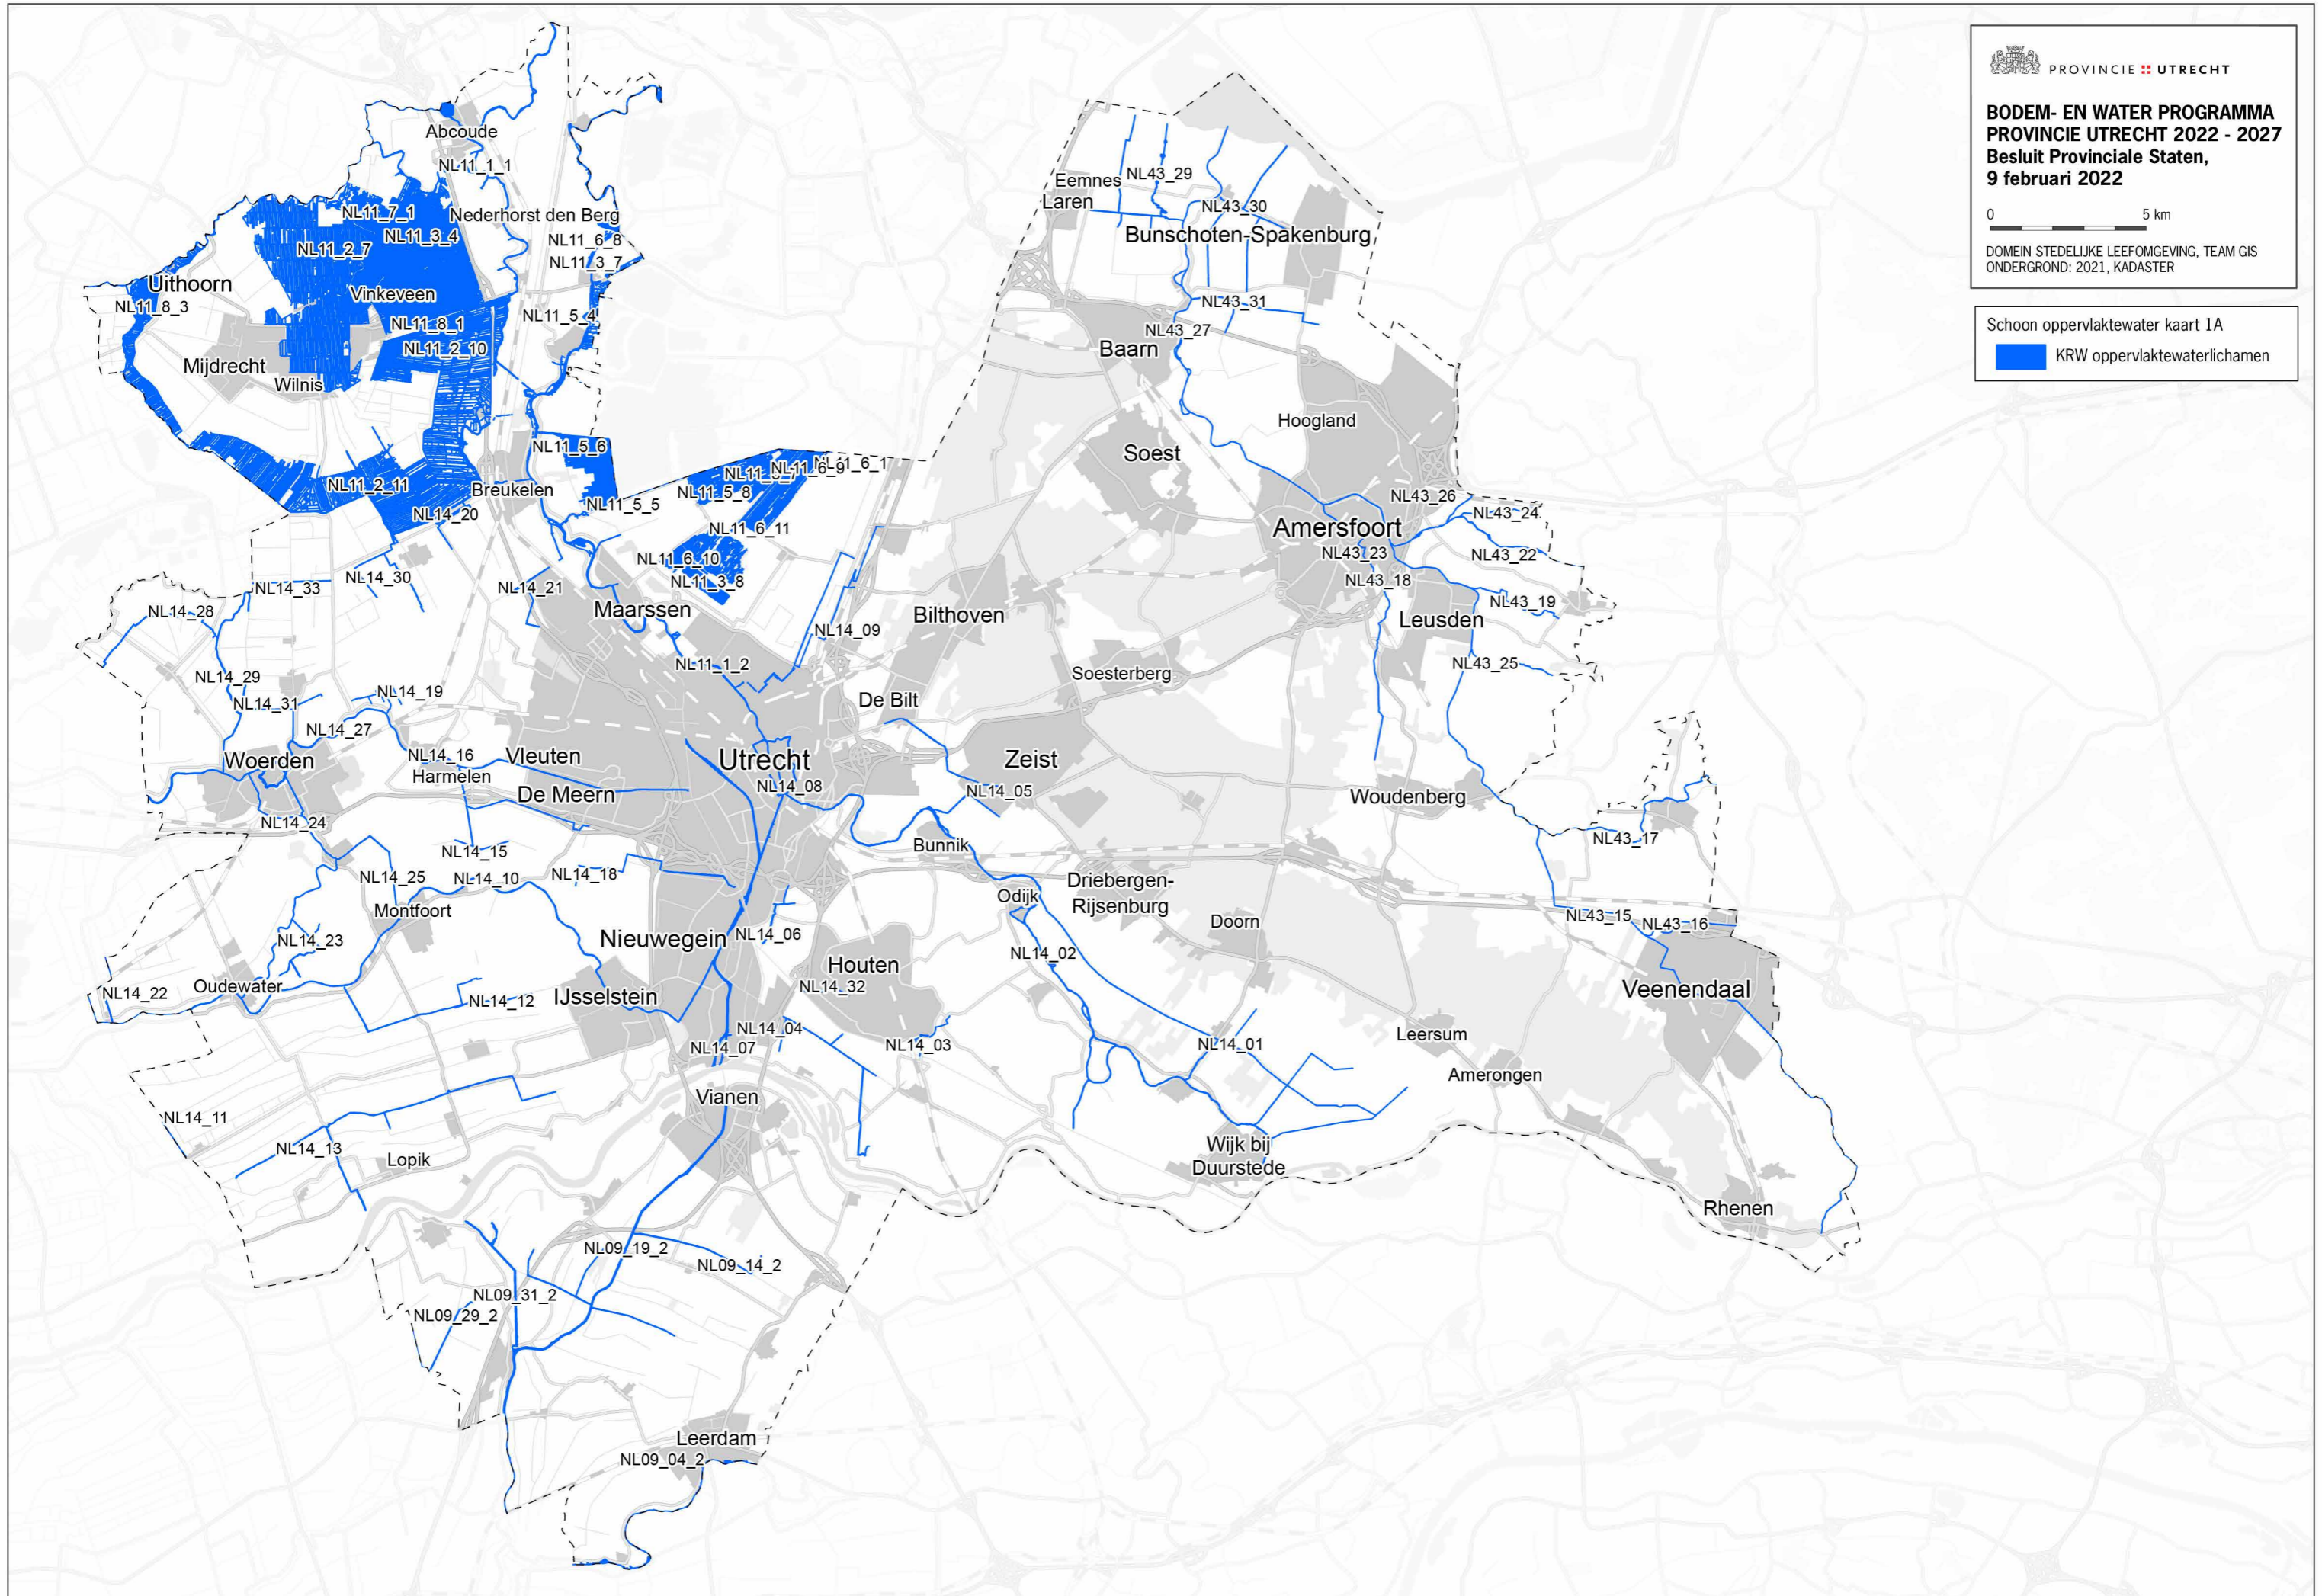 PROVINCIE UTRECHT
BODEM- EN WATER PROGRAMMA
PROVINCIE UTRECHT 2022 - 2027
Besluit Provinciale Staten,
9 februari 2022
0 5 km
DOMEIN STEDELIJKE LEEFOMGEVING, TEAM GIS
ONDERGROND: 2021, KADASTER
Schoon oppervlaktewater kaart 1A
KRW oppervlaktewaterlichamen
Abcoude
NL11_1_1
NL11_7_1
Nederhorst den Berg
NL11_3_4
NL11_2_7
NL11_6_8
NL11_3_7
Uithoorn
Vinkeveen
NL11_8_3
NL11_5_4
NL11_8_1
NL11_2_10
Mijdrecht
Wilnis
NL11_5_6
NL11_2_11
Breukelen
NL11_5_5
NL14_20
NL11_5_8
NL11_6_9
NL11_6_1
NL11_6_11
NL11_6_10
NL11_3_8
NL14_33
NL14_30
NL14_21
NL14_28
Maarssen
NL14_09
Bilthoven
NL11_1_2
NL14_29
NL14_31
NL14_19
NL14_27
De Bilt
Soesterberg
Woerden
NL14_16
Harmelen
Vleuten
Utrecht
Zeist
De Meern
NL14_08
NL14_05
NL14_24
NL14_15
Bunnik
NL14_25
NL14_10
NL14_18
Montfoort
Odijk
Driebergen-
Rijsenburg
Doorn
NL14_23
Nieuwegein
NL14_06
NL14_02
Houten
NL14_32
Oudewater
NL14_22
NL14_12
IJsselstein
NL14_04
NL14_07
NL14_03
NL14_01
Leersum
Amerongen
Vianen
NL14_11
NL14_13
Lopik
Wijk bij
Duurstede
Rhenen
NL09_19_2
NL09_14_2
NL09_31_2
NL09_29_2
Leerdam
NL09_04_2
Eemnes
NL43_29
Laren
NL43_30
Bunschoten-Spakenburg
NL43_31
NL43_27
Baarn
Hoogland
Soest
NL43_26
NL43_24
Amersfoort
NL43_23
NL43_22
NL43_18
NL43_19
Leusden
NL43_25
Woudenberg
NL43_17
NL43_15
NL43_16
Veenendaal